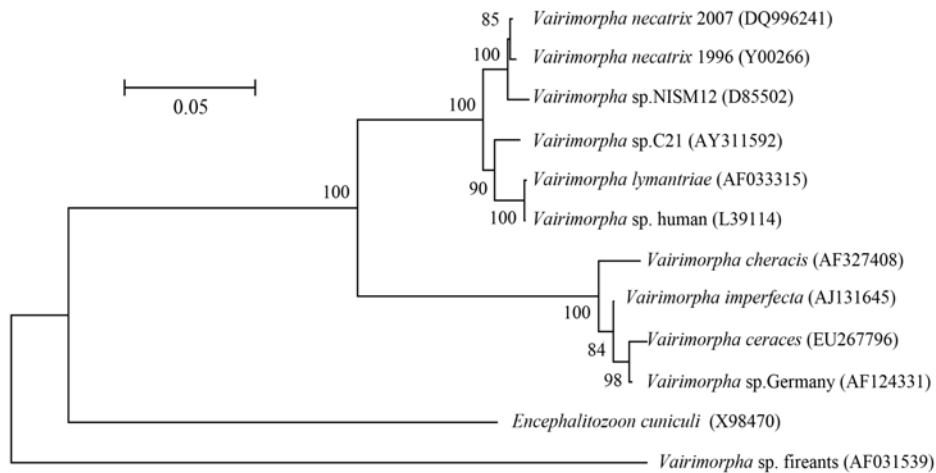 85 Vairimorpha necatrix 2007 (DQ996241)
100 Vairimorpha necatrix 1996 (Y00266)
Vairimorpha sp.NISM12 (D85502)
0.05
100
Vairimorpha sp.C21 (AY311592)
100 90 Vairimorpha lymantriae (AF033315)
100 Vairimorpha sp. human (L39114)
Vairimorpha cheracis (AF327408)
100 Vairimorpha imperfecta (AJ131645)
Vairimorpha ceraces (EU267796)
84
98 Vairimorpha sp.Germany (AF124331)
Encephalitozoon cuniculi (X98470)
Vairimorpha sp. fireants (AF031539)